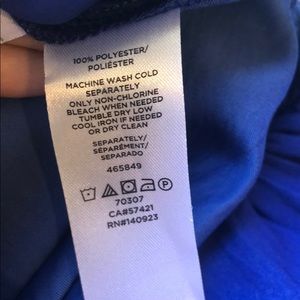 100% POLYESTER/
POLIÉSTER
MACHINE WASH COLD
SEPARATELY
ONLY NON-CHLORINE
BLEACH WHEN NEEDED
TUMBLE DRY LOW
COOL IRON IF NEEDED
OR DRY CLEAN
SEPARATELY/
SÉPARÉMENT/
SEPARADO
465849
P
70307
CA#57421
RN#140923